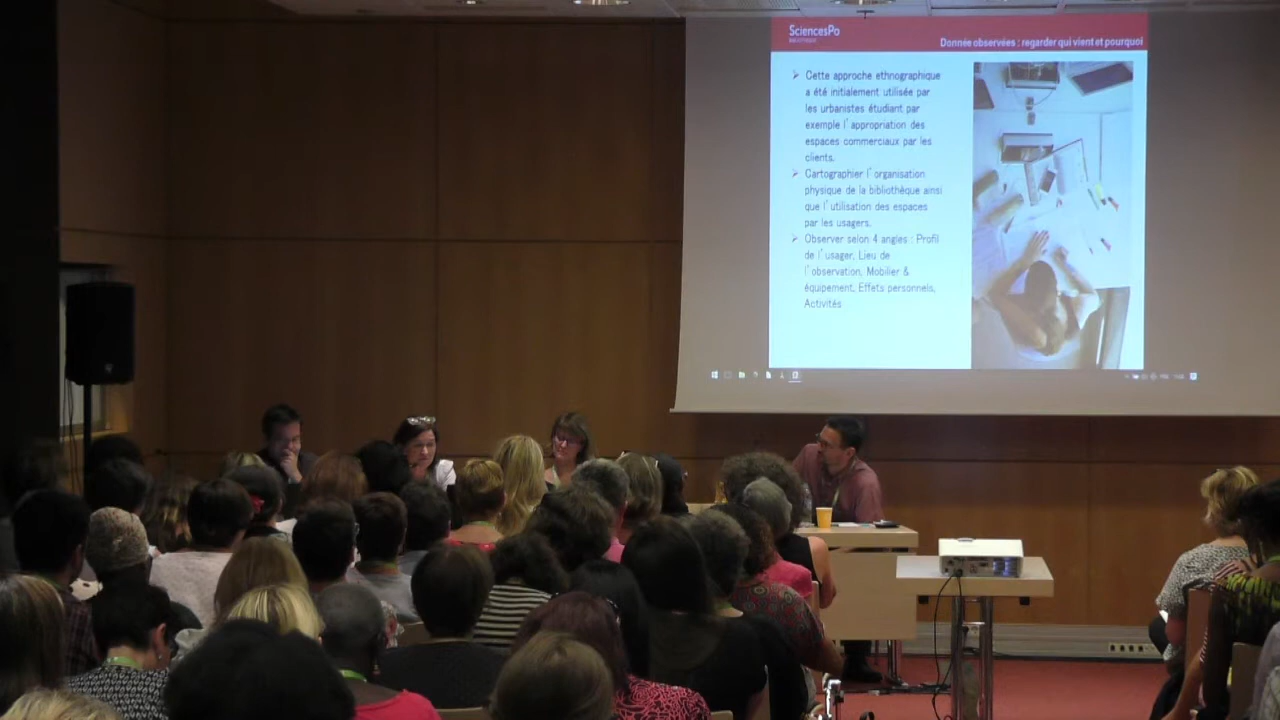 SciencesPo
BIBLIOTHÈQUE
Donnée observées : regarder qui vient et pourquoi
➢ Cette approche ethnographique
a été initialement utilisée par
les urbanistes étudiant par
exemple l'appropriation des
espaces commerciaux par les
clients.
➢ Cartographier l'organisation
physique de la bibliothèque ainsi
que l'utilisation des espaces
par les usagers.
➢ Observer selon 4 angles : Profil
de l'usager, Lieu de
l'observation, Mobilier &
équipement, Effets personnels,
Activités